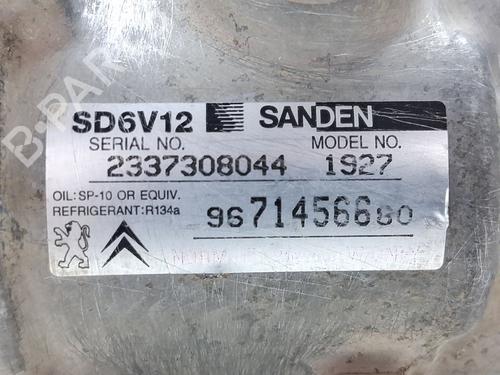 B-PARTS
SD6V12 SANDEN
SERIAL NO. MODEL NO.
2337308044 1927
OIL: SP-10 OR EQUIV.
REFRIGERANT:R134a
9671456680